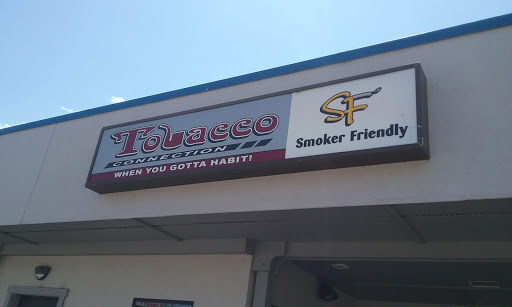 Tobacco
CONNECTION
WHEN YOU GOTTA HABIT!
SF
Smoker Friendly